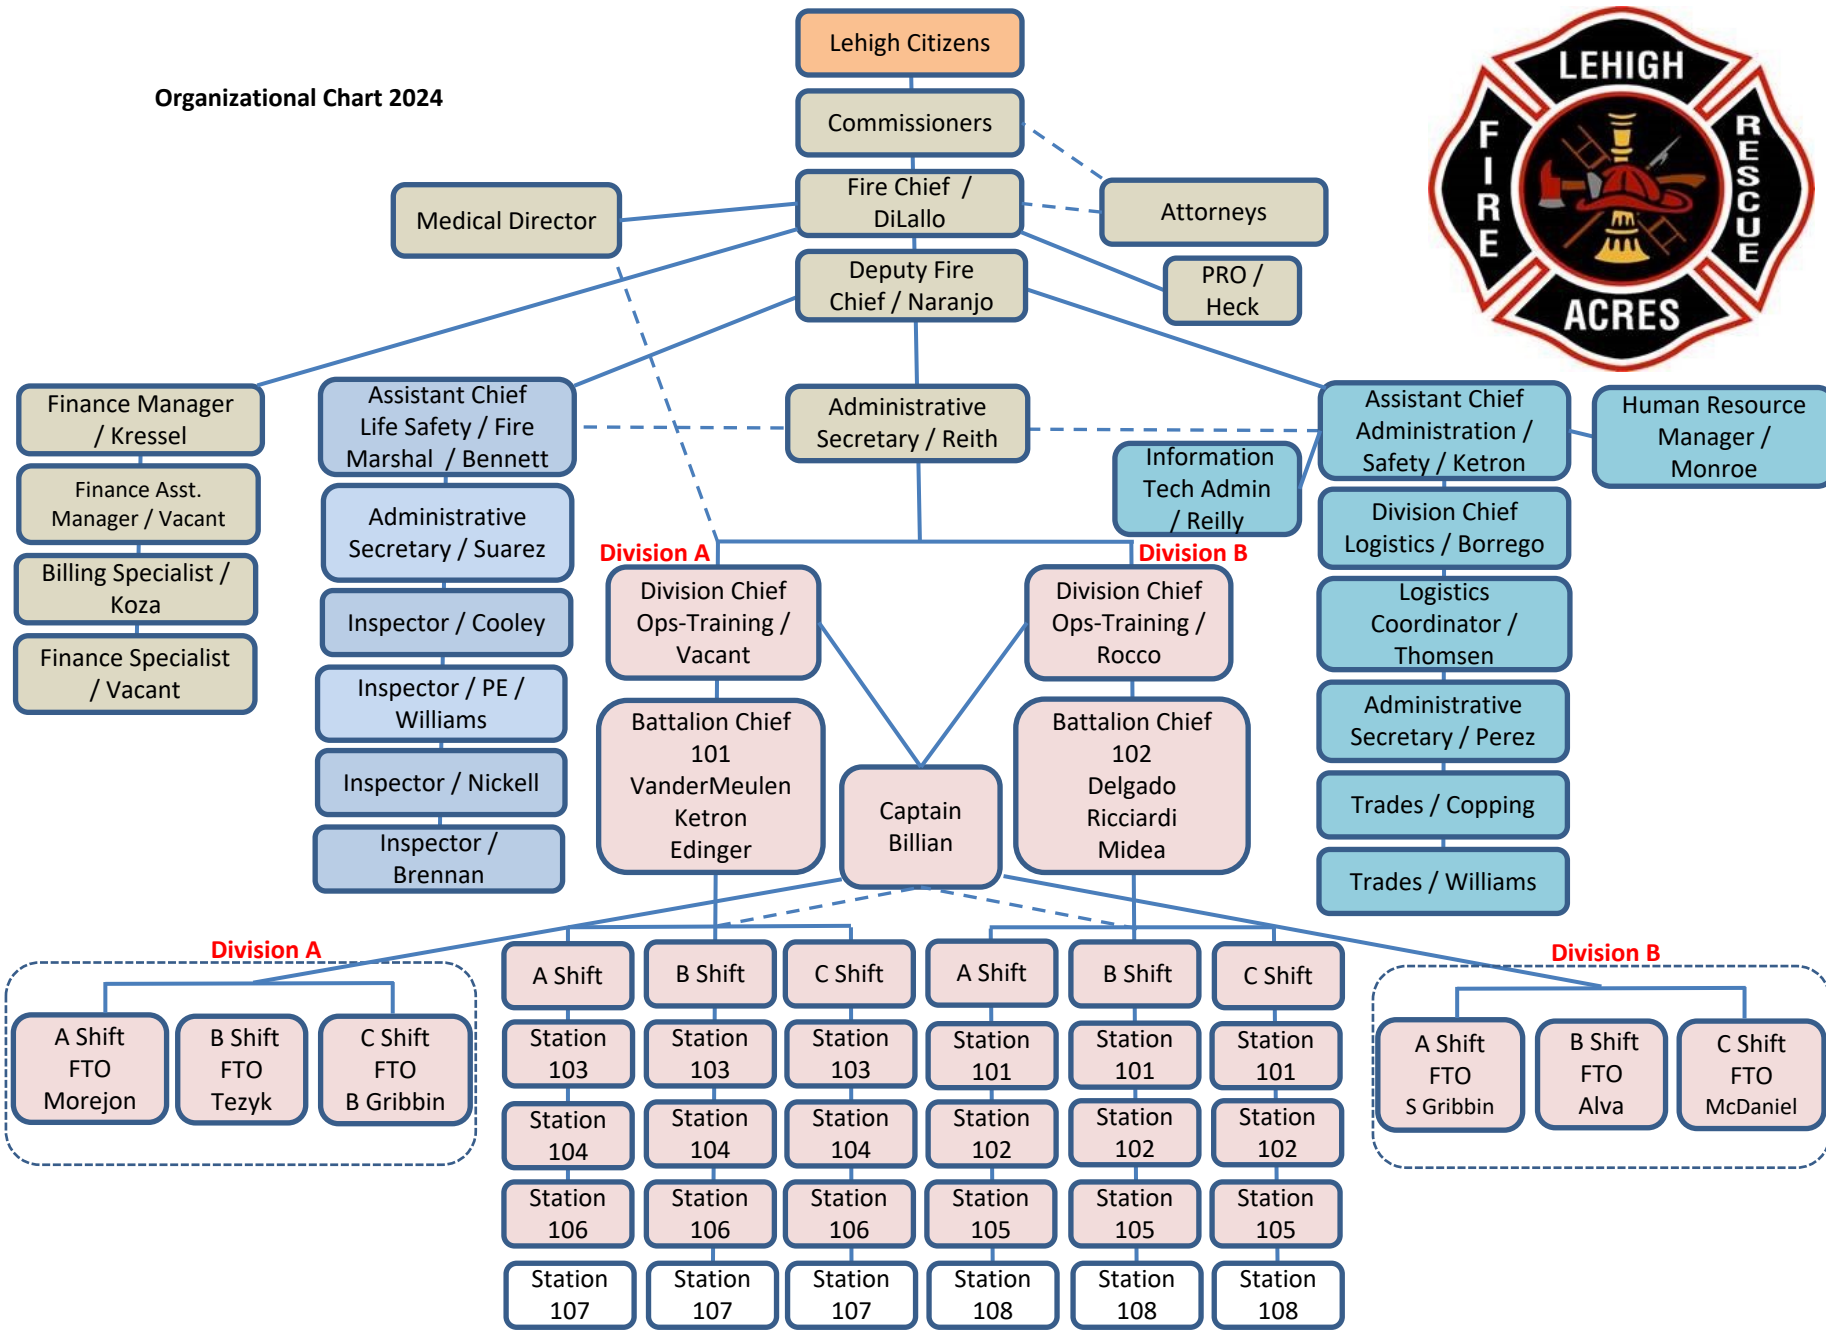 Organizational Chart 2024
Lehigh Citizens
Commissioners
Fire Chief /
DiLallo
Medical Director
Attorneys
Deputy Fire
Chief / Naranjo
PRO /
Heck
LEHIGH
FIRE
RESCUE
ACRES
Finance Manager
/ Kressel
Finance Asst.
Manager / Vacant
Billing Specialist /
Koza
Finance Specialist
/ Vacant
Assistant Chief
Life Safety / Fire
Marshal / Bennett
Administrative
Secretary / Suarez
Inspector / Cooley
Inspector / PE /
Williams
Inspector / Nickell
Inspector /
Brennan
Administrative
Secretary / Reith
Information
Tech Admin
/ Reilly
Assistant Chief
Administration /
Safety / Ketron
Human Resource
Manager /
Monroe
Division Chief
Logistics / Borrego
Logistics
Coordinator /
Thomsen
Administrative
Secretary / Perez
Trades / Copping
Trades / Williams
Division A
Division B
Division Chief
Ops-Training /
Vacant
Division Chief
Ops-Training /
Rocco
Battalion Chief
101
VanderMeulen
Ketron
Edinger
Captain
Billian
Battalion Chief
102
Delgado
Ricciardi
Midea
Division A
A Shift
FTO
Morejon
B Shift
FTO
Tezyk
C Shift
FTO
B Gribbin
A Shift
Station
103
Station
104
Station
106
Station
107
B Shift
Station
103
Station
104
Station
106
Station
107
C Shift
Station
103
Station
104
Station
106
Station
107
A Shift
Station
101
Station
102
Station
105
Station
108
B Shift
Station
101
Station
102
Station
105
Station
108
C Shift
Station
101
Station
102
Station
105
Station
108
Division B
A Shift
FTO
S Gribbin
B Shift
FTO
Alva
C Shift
FTO
McDaniel